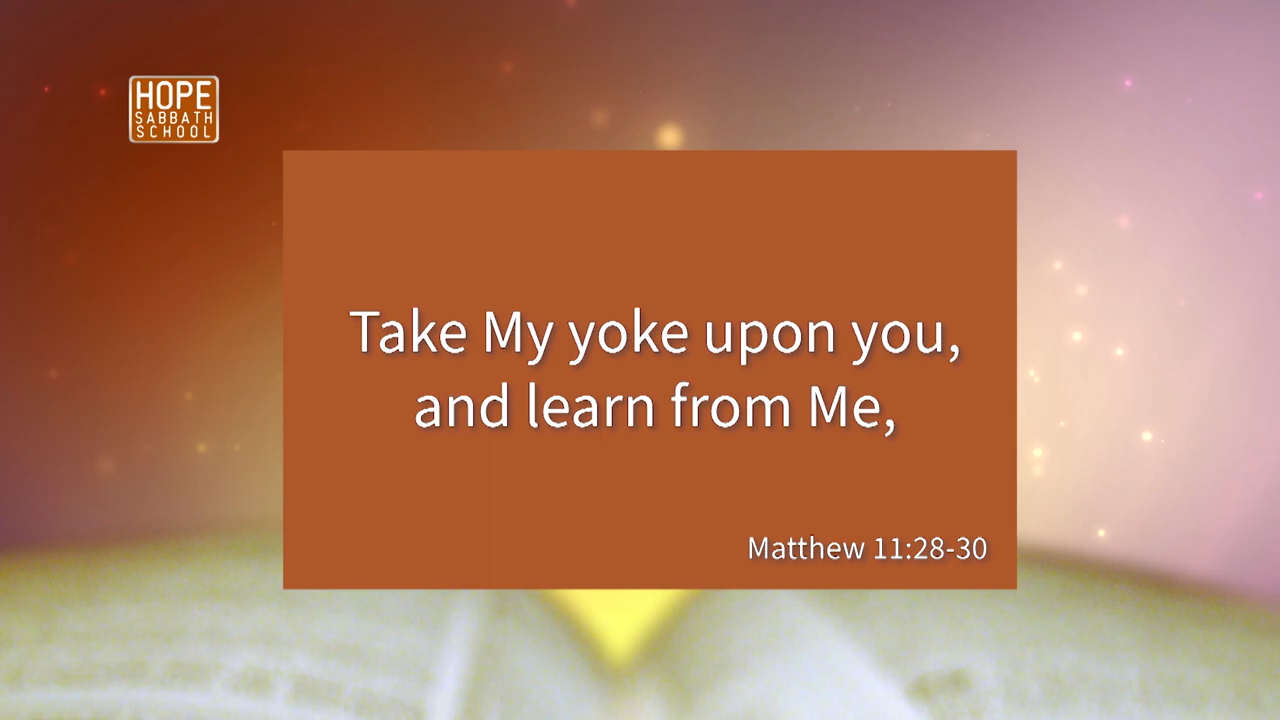 HOPE
SABBATH
SCHOOL
Take My yoke upon you,
and learn from Me,
Matthew 11:28-30